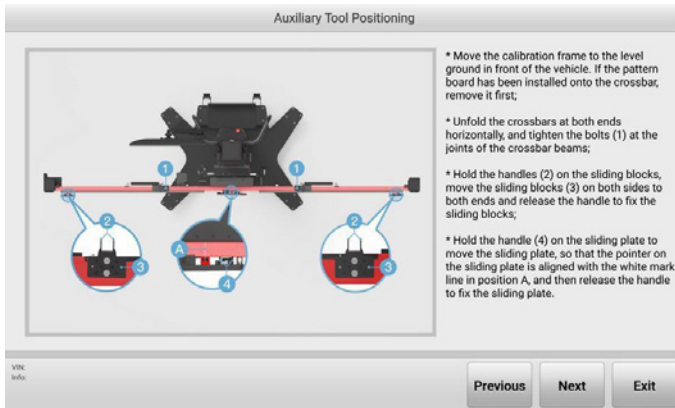 Auxiliary Tool Positioning
* Move the calibration frame to the level
ground in front of the vehicle. If the pattern
board has been installed onto the crossbar,
remove it first;
* Unfold the crossbars at both ends
horizontally, and tighten the bolts (1) at the
joints of the crossbar beams;
* Hold the handles (2) on the sliding blocks,
move the sliding blocks (3) on both sides to
both ends and release the handle to fix the
sliding blocks;
* Hold the handle (4) on the sliding plate to
move the sliding plate, so that the pointer on
the sliding plate is aligned with the white mark
line in position A, and then release the handle
to fix the sliding plate.
1
1
2
3
A
4
2
3
VIN:
Info:
Previous
Next
Exit